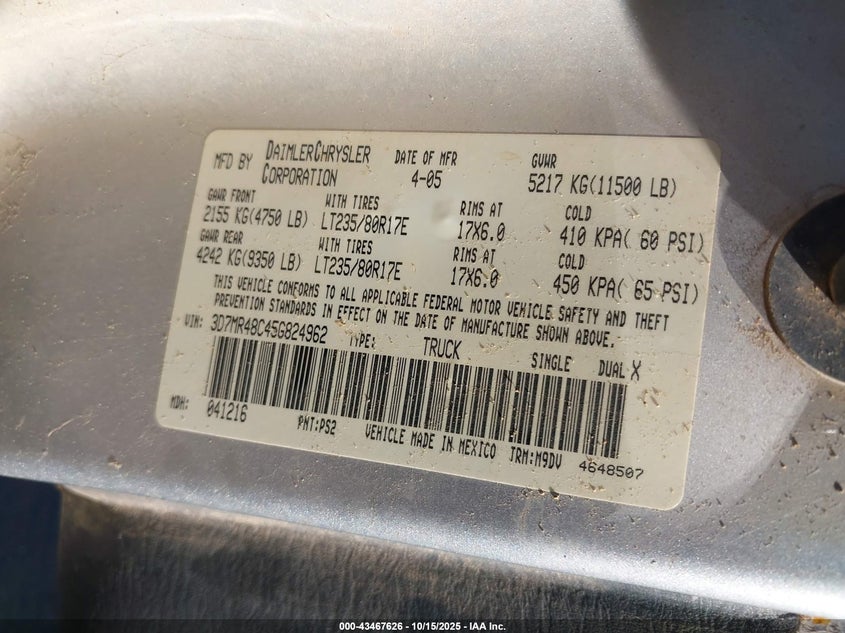 MFD BY DAIMLERCHRYSLER CORPORATION DATE OF MFR 4-05 GVWR 5217 KG(11500 LB)
GAWR FRONT WITH TIRES RIMS AT COLD
2155 KG(4750 LB) LT235/80R17E 17X6.0 410 KPA( 60 PSI)
GAWR REAR WITH TIRES RIMS AT COLD
4242 KG(9350 LB) LT235/80R17E 17X6.0 450 KPA( 65 PSI)
THIS VEHICLE CONFORMS TO ALL APPLICABLE FEDERAL MOTOR VEHICLE SAFETY AND THEFT
PREVENTION STANDARDS IN EFFECT ON THE DATE OF MANUFACTURE SHOWN ABOVE.
VIN: 3D7MR48C45G824962 TYPE: TRUCK SINGLE DUAL X
MDH: 041216 PNT:PS2 VEHICLE MADE IN MEXICO TRM:M9DV 4648507
000-43467626 - 10/15/2025 - IAA Inc.